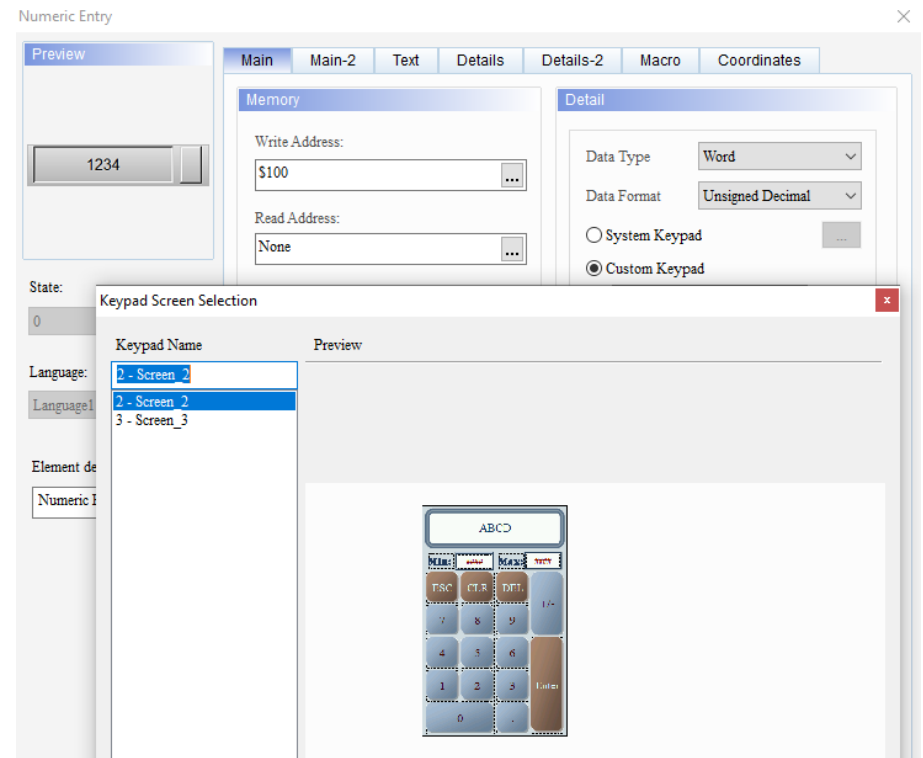 Numeric Entry
Preview
Main Main-2 Text Details Details-2 Macro Coordinates
1234
Memory
Write Address:
$100
...
Read Address:
None
...
Detail
Data Type Word
Data Format Unsigned Decimal
System Keypad ...
Custom Keypad
State:
0
Language:
Language1
Element de
Numeric E
Keypad Screen Selection
x
Keypad Name
2 - Screen_2
2 - Screen_2
3 - Screen_3
Preview
ABCD
Min: Max:
ESC CLR DEL
+/-
7 8 9
4 5 6
1 2 3 Enter
0 .